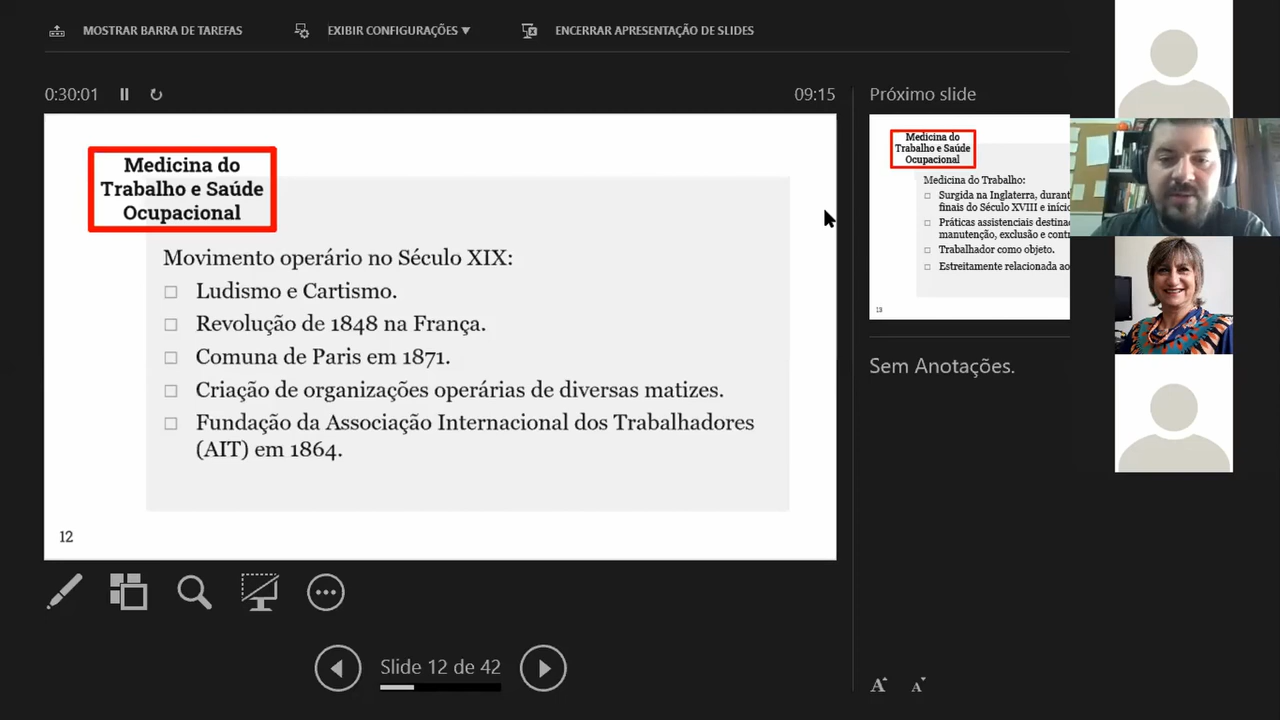 MOSTRAR BARRA DE TAREFAS
EXIBIR CONFIGURAÇÕES ▼
ENCERRAR APRESENTAÇÃO DE SLIDES
0:30:01
09:15
Medicina do
Trabalho e Saúde
Ocupacional
Movimento operário no Século XIX:
Ludismo e Cartismo.
Revolução de 1848 na França.
Comuna de Paris em 1871.
Criação de organizações operárias de diversas matizes.
Fundação da Associação Internacional dos Trabalhadores
(AIT) em 1864.
12
Slide 12 de 42
Próximo slide
Medicina do
Trabalho e Saúde
Ocupacional
Medicina do Trabalho:
Surgida na Inglaterra, durant
finais do Século XVIII e iníci
Práticas assistenciais destina
manutenção, exclusão e cont
Trabalhador como objeto.
Estreitamente relacionada ao
13
Sem Anotações.
A A